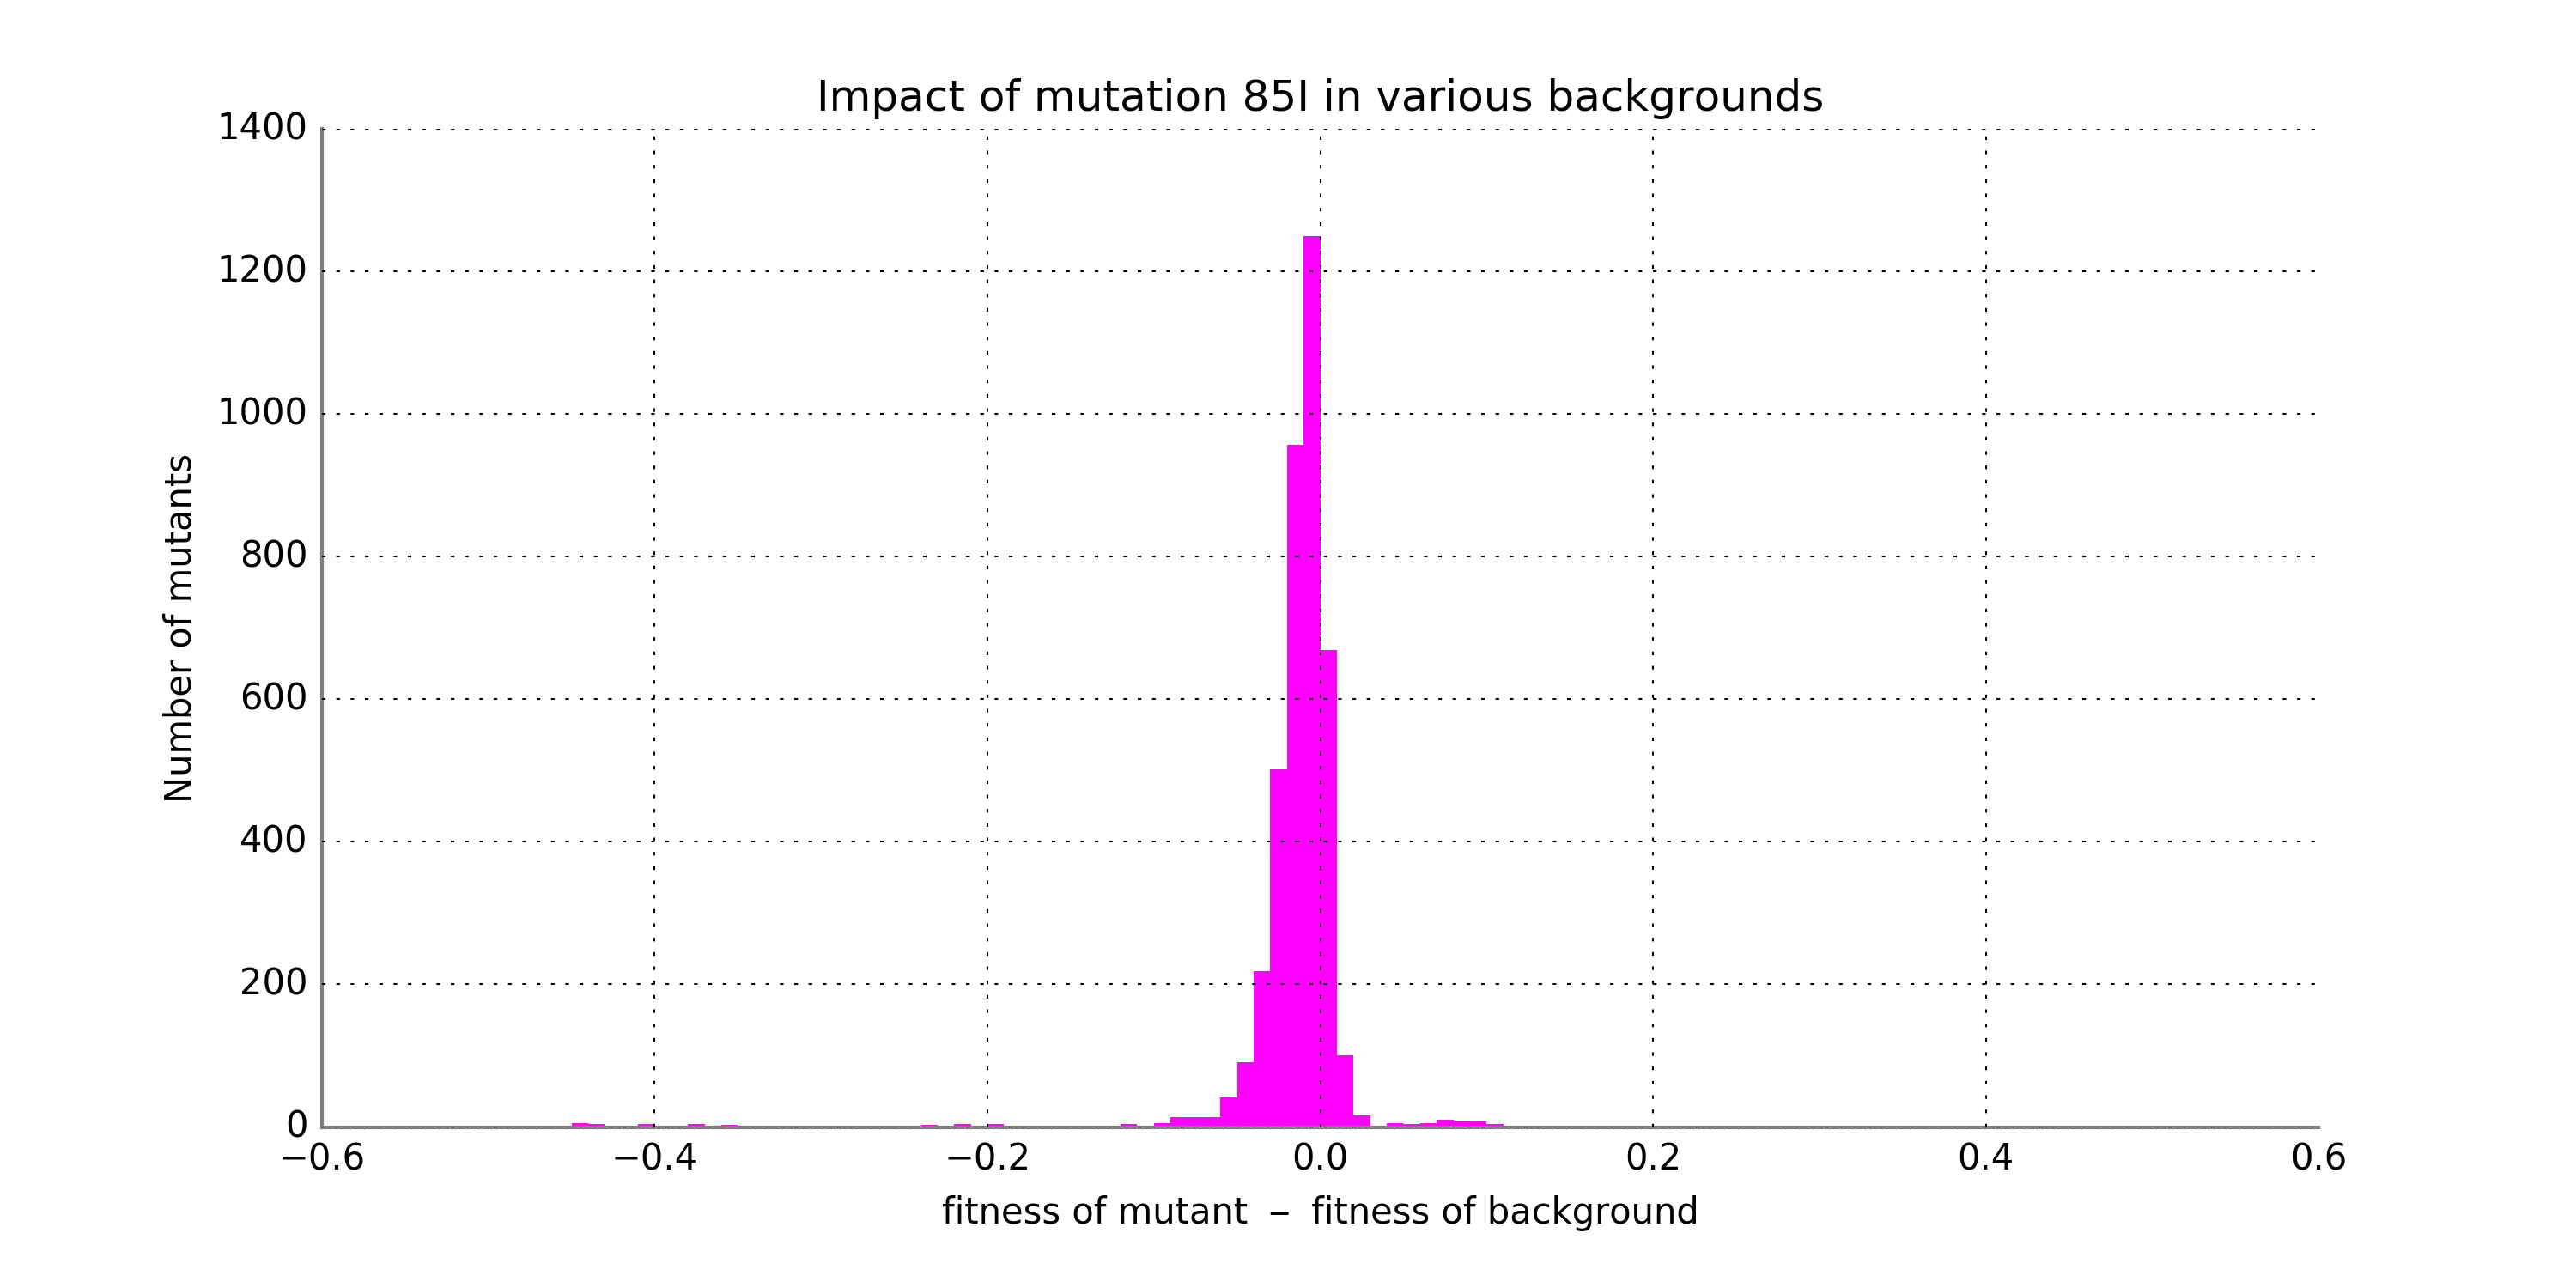 Impact of mutation 85I in various backgrounds
1400
1200
1000
800
600
400
200
0
Number of mutants
−0.6 −0.4 −0.2 0.0 0.2 0.4 0.6
fitness of mutant − fitness of background